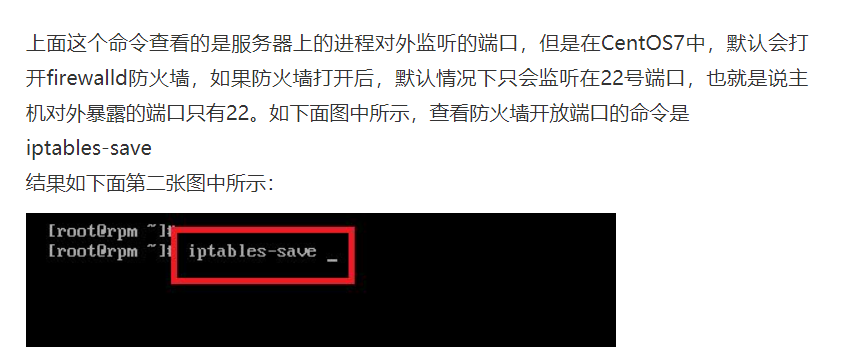 上面这个命令查看的是服务器上的进程对外监听的端口，但是在CentOS7中，默认会打
开firewalld防火墙，如果防火墙打开后，默认情况下只会监听在22号端口，也就是说主
机对外暴露的端口只有22。如下面图中所示，查看防火墙开放端口的命令是
iptables-save
结果如下面第二张图中所示：
[root@rpm ~]#
[root@rpm ~]# iptables-save _